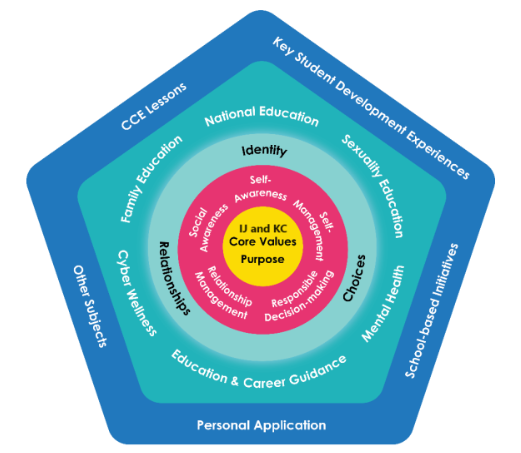 CCE Lessons
Key Student Development Experiences
National Education
Family Education
Sexuality Education
Identity
Self-
Awareness
Social
Awareness
Self-
Management
IJ and KC
Core Values
Purpose
Relationships
Choices
Relationship
Management
Responsible
Decision-making
Cyber Wellness
Mental Health
Other Subjects
School-based Initiatives
Education & Career Guidance
Personal Application